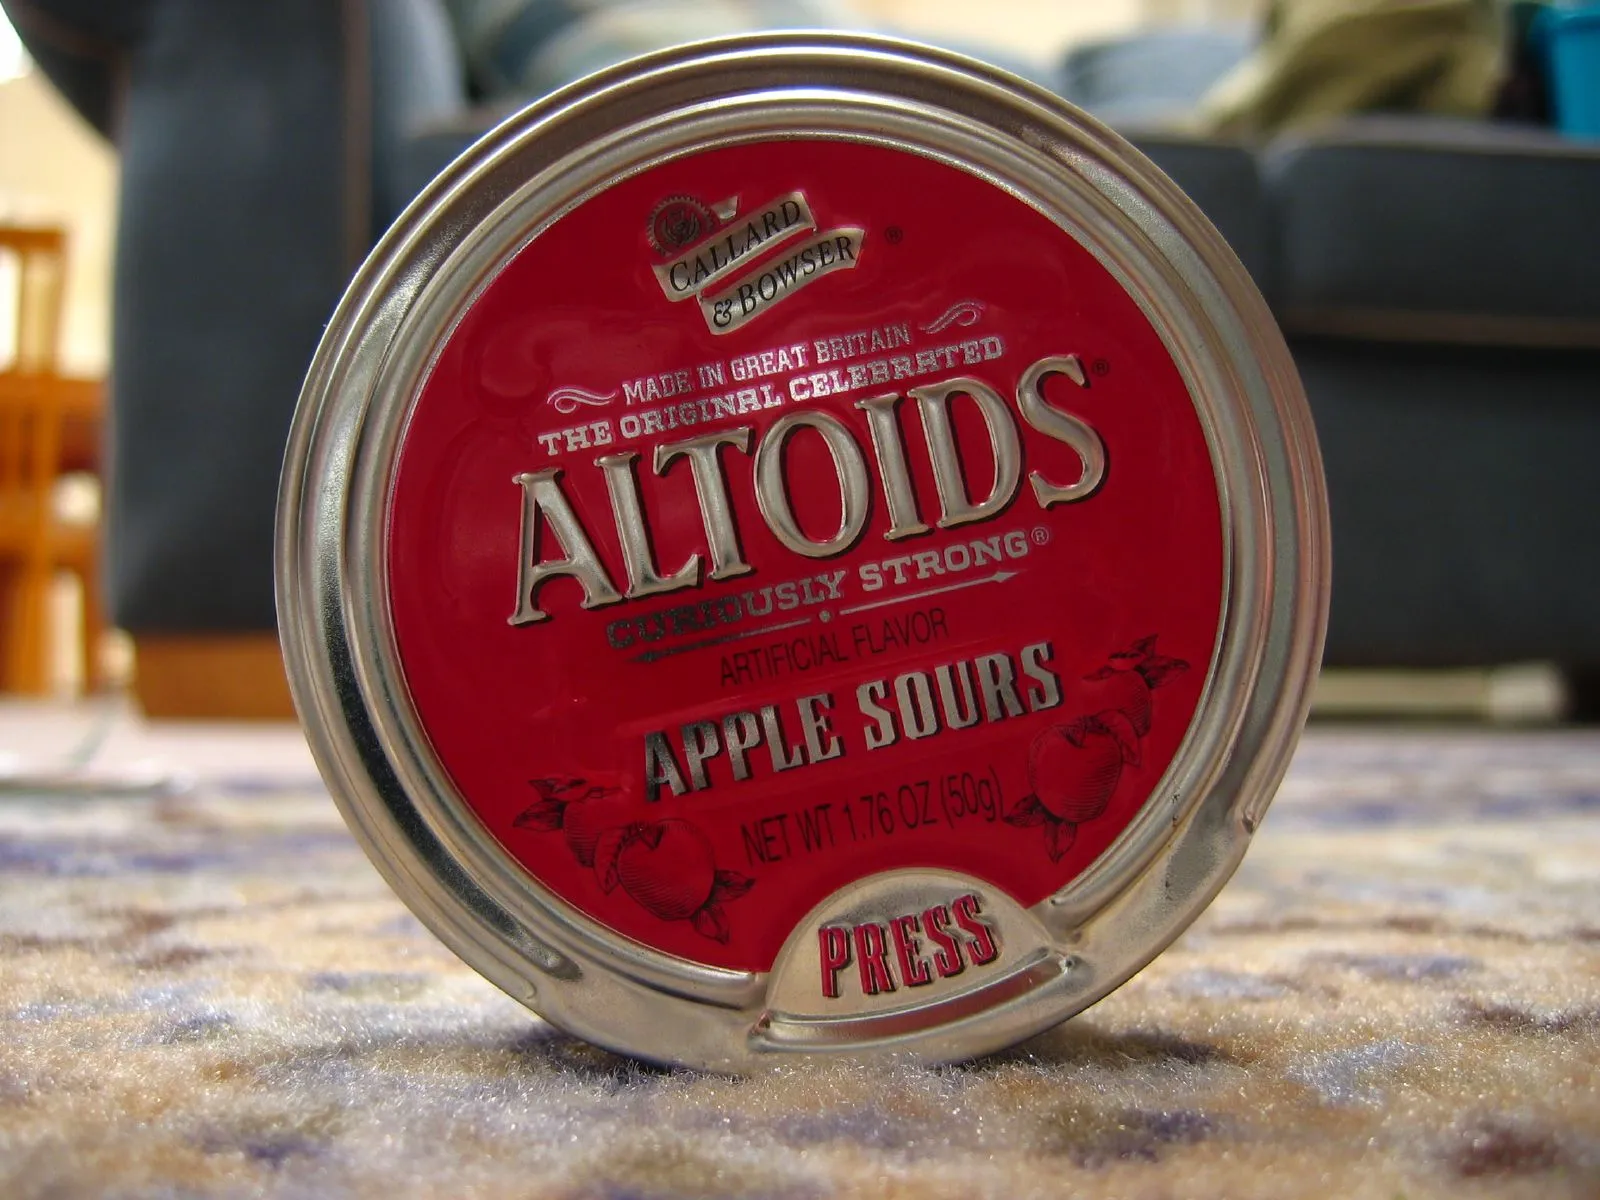 CALLARD
& BOWSER ®
MADE IN GREAT BRITAIN
THE ORIGINAL CELEBRATED
ALTOIDS®
CURIOUSLY STRONG®
ARTIFICIAL FLAVOR
APPLE SOURS
NET WT 1.76 OZ (50g)
PRESS